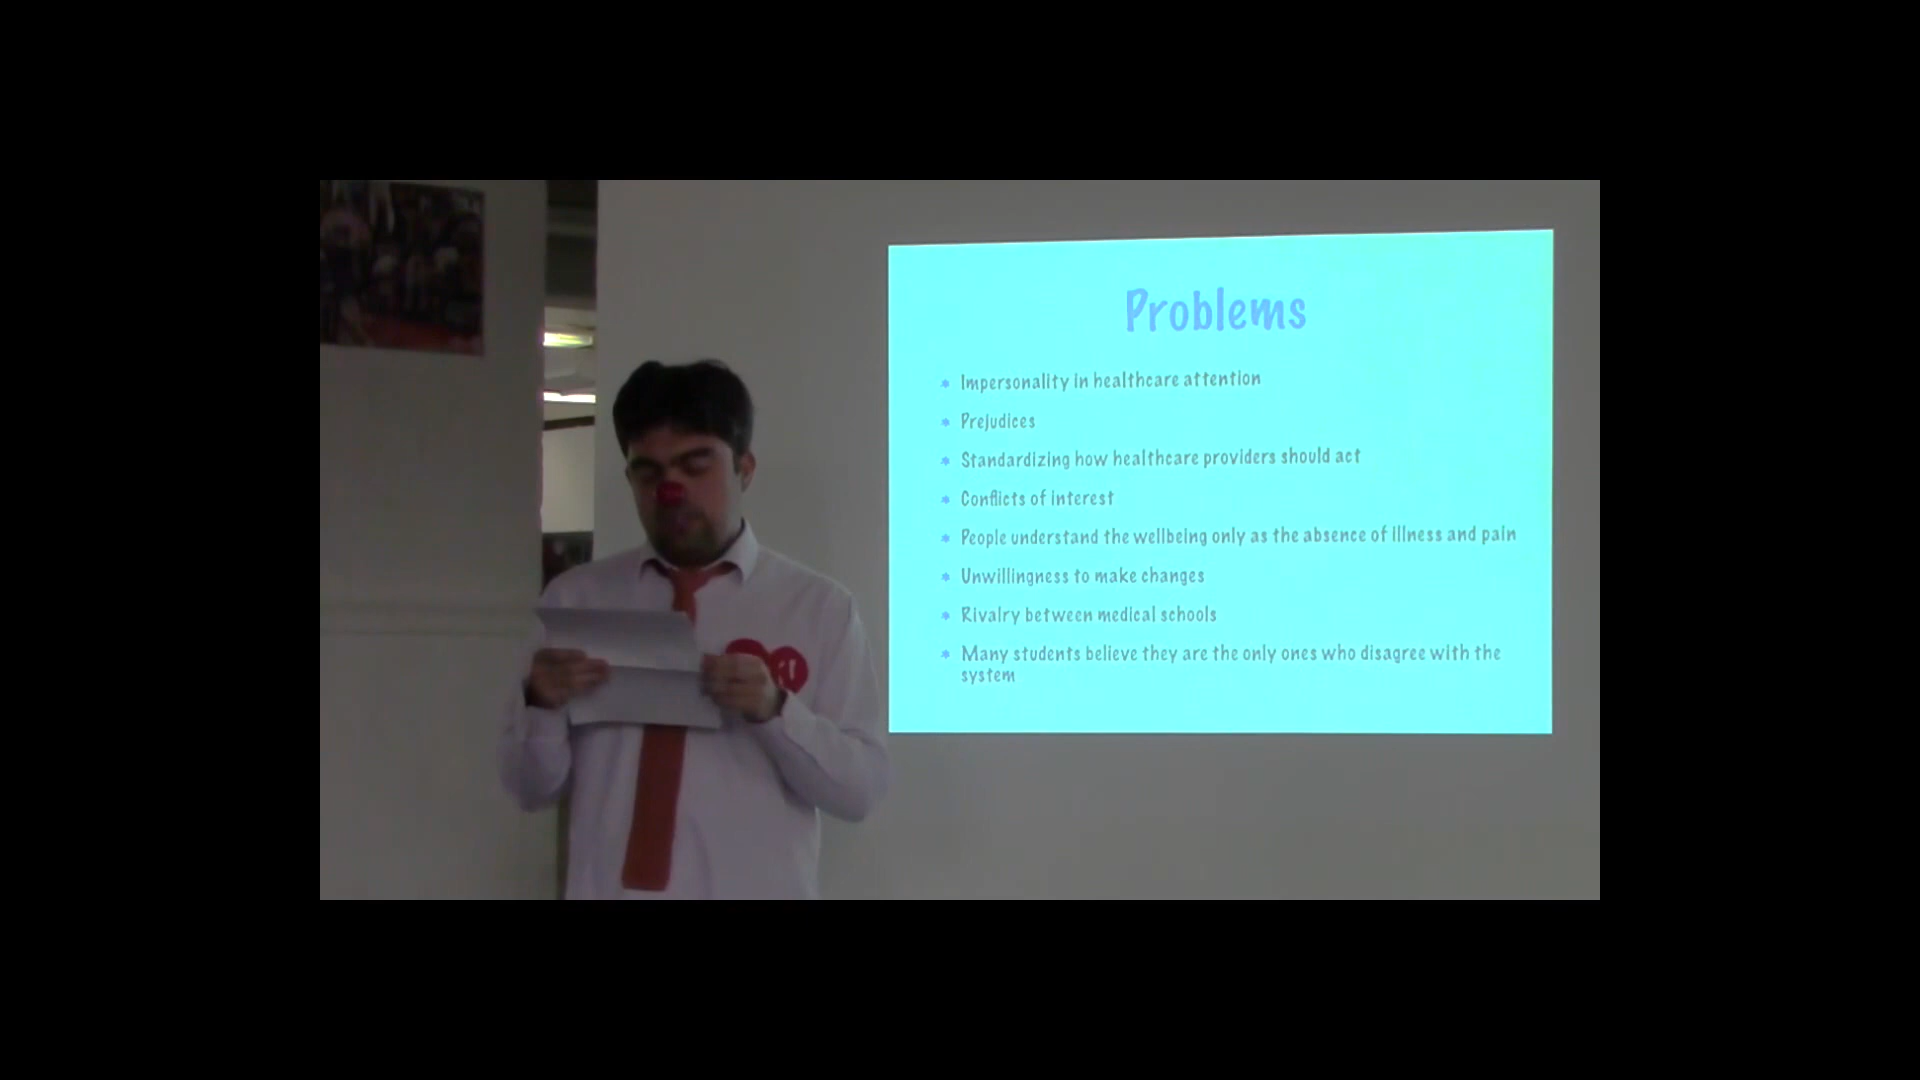 Problems
Impersonality in healthcare attention
Prejudices
Standardizing how healthcare providers should act
Conflicts of interest
People understand the wellbeing only as the absence of illness and pain
Unwillingness to make changes
Rivalry between medical schools
Many students believe they are the only ones who disagree with the
system